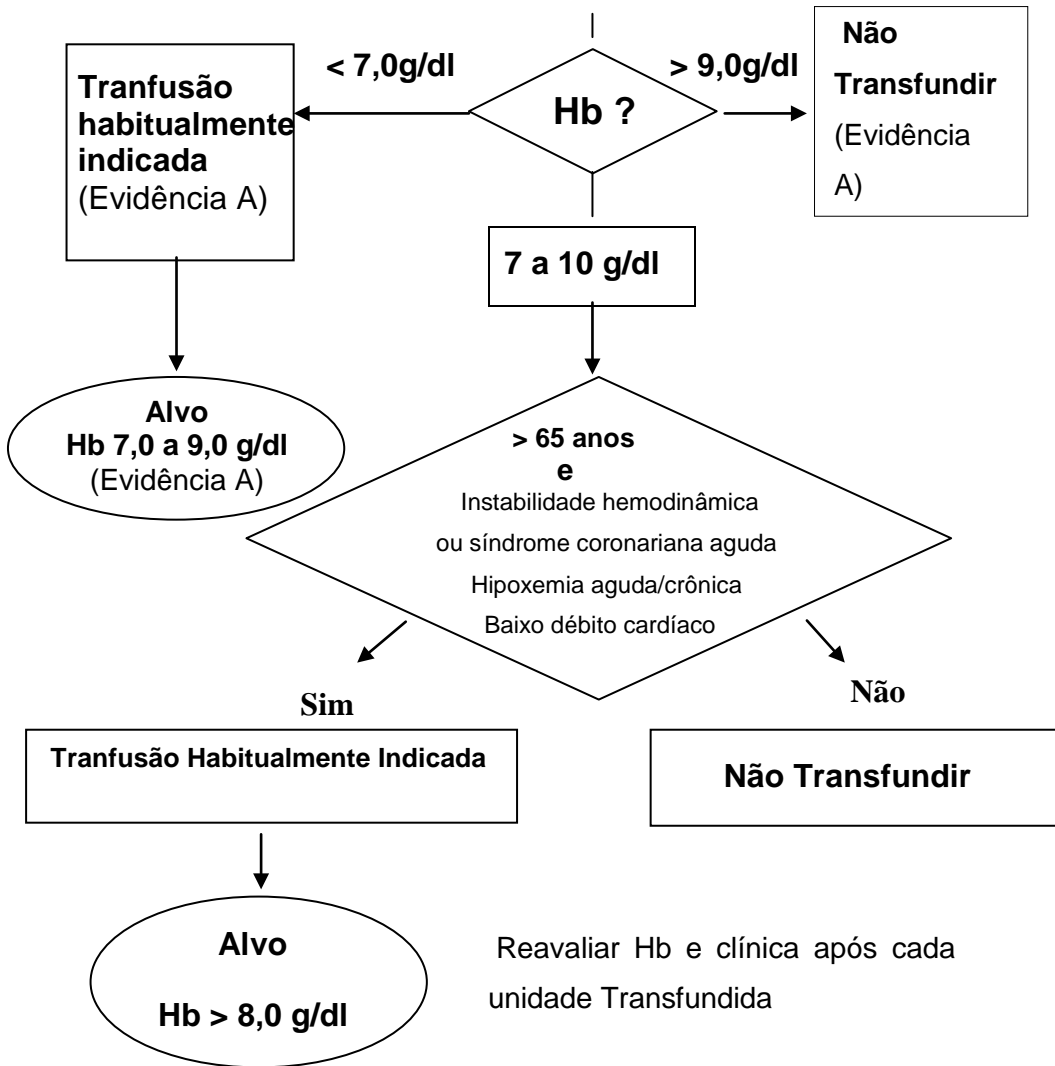 < 7,0g/dl
Hb ?
> 9,0g/dl
Não
Transfundir
(Evidência
A)
Tranfusão
habitualmente
indicada
(Evidência A)
7 a 10 g/dl
Alvo
Hb 7,0 a 9,0 g/dl
(Evidência A)
> 65 anos
e
Instabilidade hemodinâmica
ou síndrome coronariana aguda
Hipoxemia aguda/crônica
Baixo débito cardíaco
Sim
Não
Tranfusão Habitualmente Indicada
Não Transfundir
Alvo
Hb > 8,0 g/dl
Reavaliar Hb e clínica após cada
unidade Transfundida